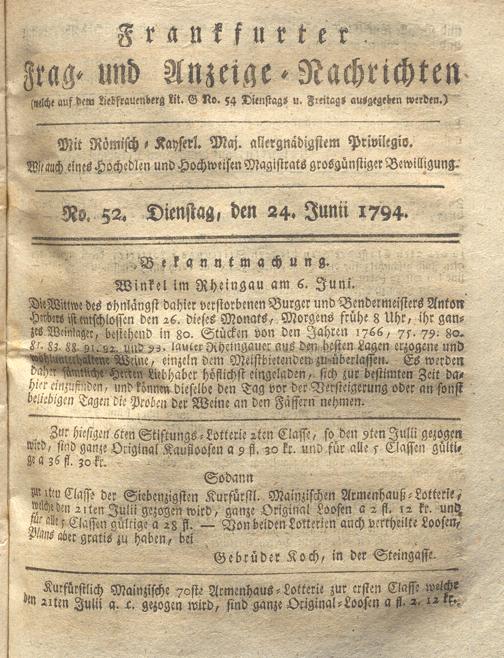 Frankfurter
Frag- und Anzeige-Nachrichten
(welche auf dem Liebfrauenberg Lit. G No. 54 Dienstags u. Freitags ausgegeben werden.)
Mit Römisch-Kayserl. Maj. allergnädigstem Privilegio.
Wie auch eines Hochedlen und Hochweisen Magistrats grosgünstiger Bewilligung.
No. 52. Dienstag, den 24. Junii 1794.
Bekanntmachung.
Winkel im Rheingau am 6. Juni.
Die Wittwe des ohnlängst dahier verstorbenen Burger und Bendermeisters Anton
Herbers ist entschlossen den 26. dieses Monats, Morgens frühe 8 Uhr, ihr gan-
zes Weinlager, bestehend in 80. Stücken von den Jahren 1766, 75. 79. 80.
81. 83. 88. 91. 92. und 93. lauter Rheingauer aus den besten Lagen erzogene und
wohlunterhaltene Weine, einzeln dem Meistbietenden zu überlassen. Es werden
daher sämtliche Herren Liebhaber höflichst eingeladen, sich zur bestimmten Zeit da-
hier einzufinden, und können dieselbe den Tag vor der Versteigerung oder an sonst
beliebigen Tagen die Proben der Weine an den Fässern nehmen.
Zur hiesigen 6ten Stiftungs-Lotterie 2ten Classe, so den 9ten Julii gezogen
wird, sind ganze Original Kaufloosen a 9 fl. 30 kr. und für alle 5 Classen gülti-
ge a 36 fl. 30 kr.
Sodann
zur 1ten Classe der Siebenzigsten Kurfürstl. Mainzischen Armenhauß-Lotterie,
welche den 21ten Julii gezogen wird, ganze Original Loosen a 2 fl. 12 kr. und
für alle 5 Classen gültige a 28 fl. — Von beiden Lotterien auch vertheilte Loosen,
Plans aber gratis zu haben, bei
Gebrüder Koch, in der Steingasse.
Kurfürstlich Mainzische 70ste Armenhaus-Lotterie zur ersten Classe welche
den 21ten Julii a. c. gezogen wird, sind ganze Original-Loosen a fl. 2. 12 kr.